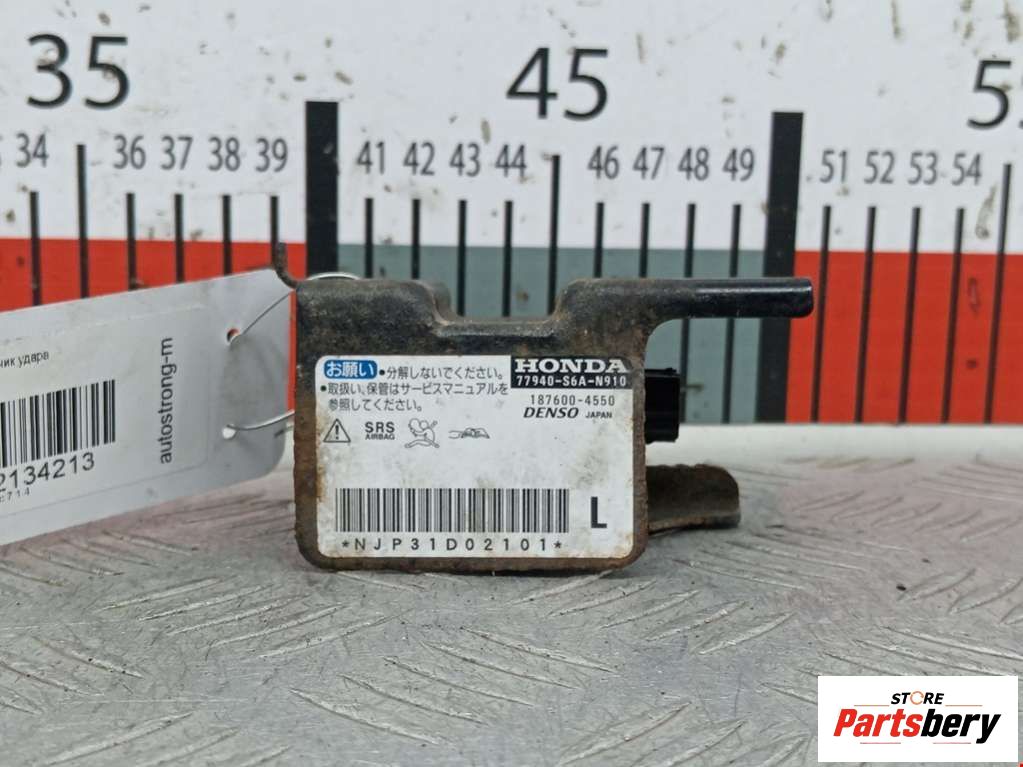 35 45
34 36 37 38 39 41 42 43 44 46 47 48 49 51 52 53 54
autostrong-m
2134213
お願い
●分解しないでください。
●取扱い、保管はサービスマニュアルを
参照してください。
HONDA
77940-S6A-N910
187600-4550
DENSO JAPAN
SRS
AIRBAG
L
*NJP31D02101*
STORE
Partsbery